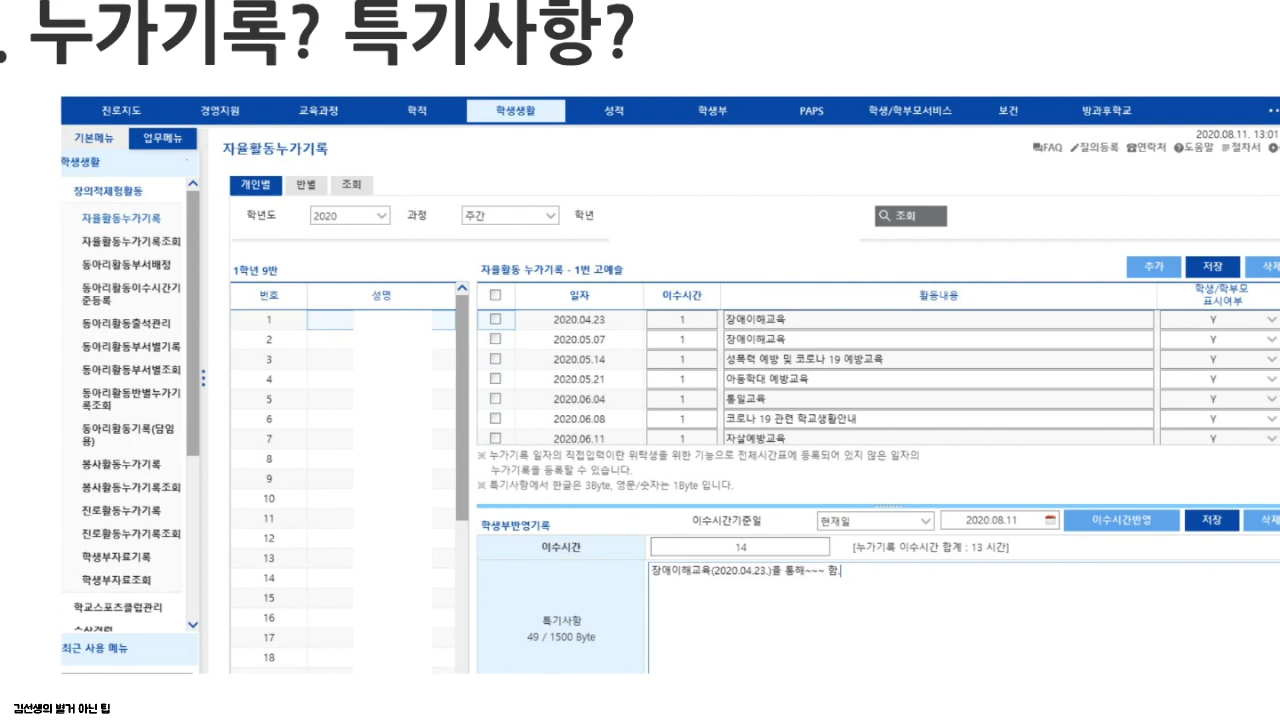 . 누가기록? 특기사항?
진로지도 경영지원 교육과정 학적 학생생활 성적 학생부 PAPS 학생/학부모서비스 보건 방과후학교
기본메뉴 업무메뉴
2020.08.11. 13:01
학생생활
자율활동누가기록
FAQ 질의등록 연락처 도움말 절차서
창의적체험활동
자율활동누가기록
자율활동누가기록조회
동아리활동부서배정
동아리활동이수시간기
준등록
동아리활동출석관리
동아리활동부서별기록
동아리활동부서별조회
동아리활동반별누가기
록조회
동아리활동기록(담임
용)
봉사활동누가기록
봉사활동누가기록조회
진로활동누가기록
진로활동누가기록조회
학생부자료기록
학생부자료조회
학교스포츠클럽관리
최근 사용 메뉴
개인별 반별 조회
학년도 2020 과정 주간 학년 조회
1학년 9반
번호 성명
1
2
3
4
5
6
7
8
9
10
11
12
13
14
15
16
17
18
자율활동 누가기록 - 1번 고예슬
추가 저장 삭제
일자 이수시간 활동내용 학생/학부모
표시여부
2020.04.23 1 장애이해교육 Y
2020.05.07 1 장애이해교육 Y
2020.05.14 1 성폭력 예방 및 코로나 19 예방교육 Y
2020.05.21 1 아동학대 예방교육 Y
2020.06.04 1 통일교육 Y
2020.06.08 1 코로나 19 관련 학교생활안내 Y
2020.06.11 1 자살예방교육 Y
※ 누가기록 일자의 직접입력이란 위탁생을 위한 기능으로 전체시간표에 등록되어 있지 않은 일자의
누가기록을 등록할 수 있습니다.
※ 특기사항에서 한글은 3Byte, 영문/숫자는 1Byte 입니다.
학생부반영기록 이수시간기준일 현재일 2020.08.11 이수시간반영 저장 삭제
이수시간 14 [누가기록 이수시간 합계 : 13 시간]
장애이해교육(2020.04.23.)을 통해~~~ 함.
특기사항
49 / 1500 Byte
김선생의 별거 아닌 팁